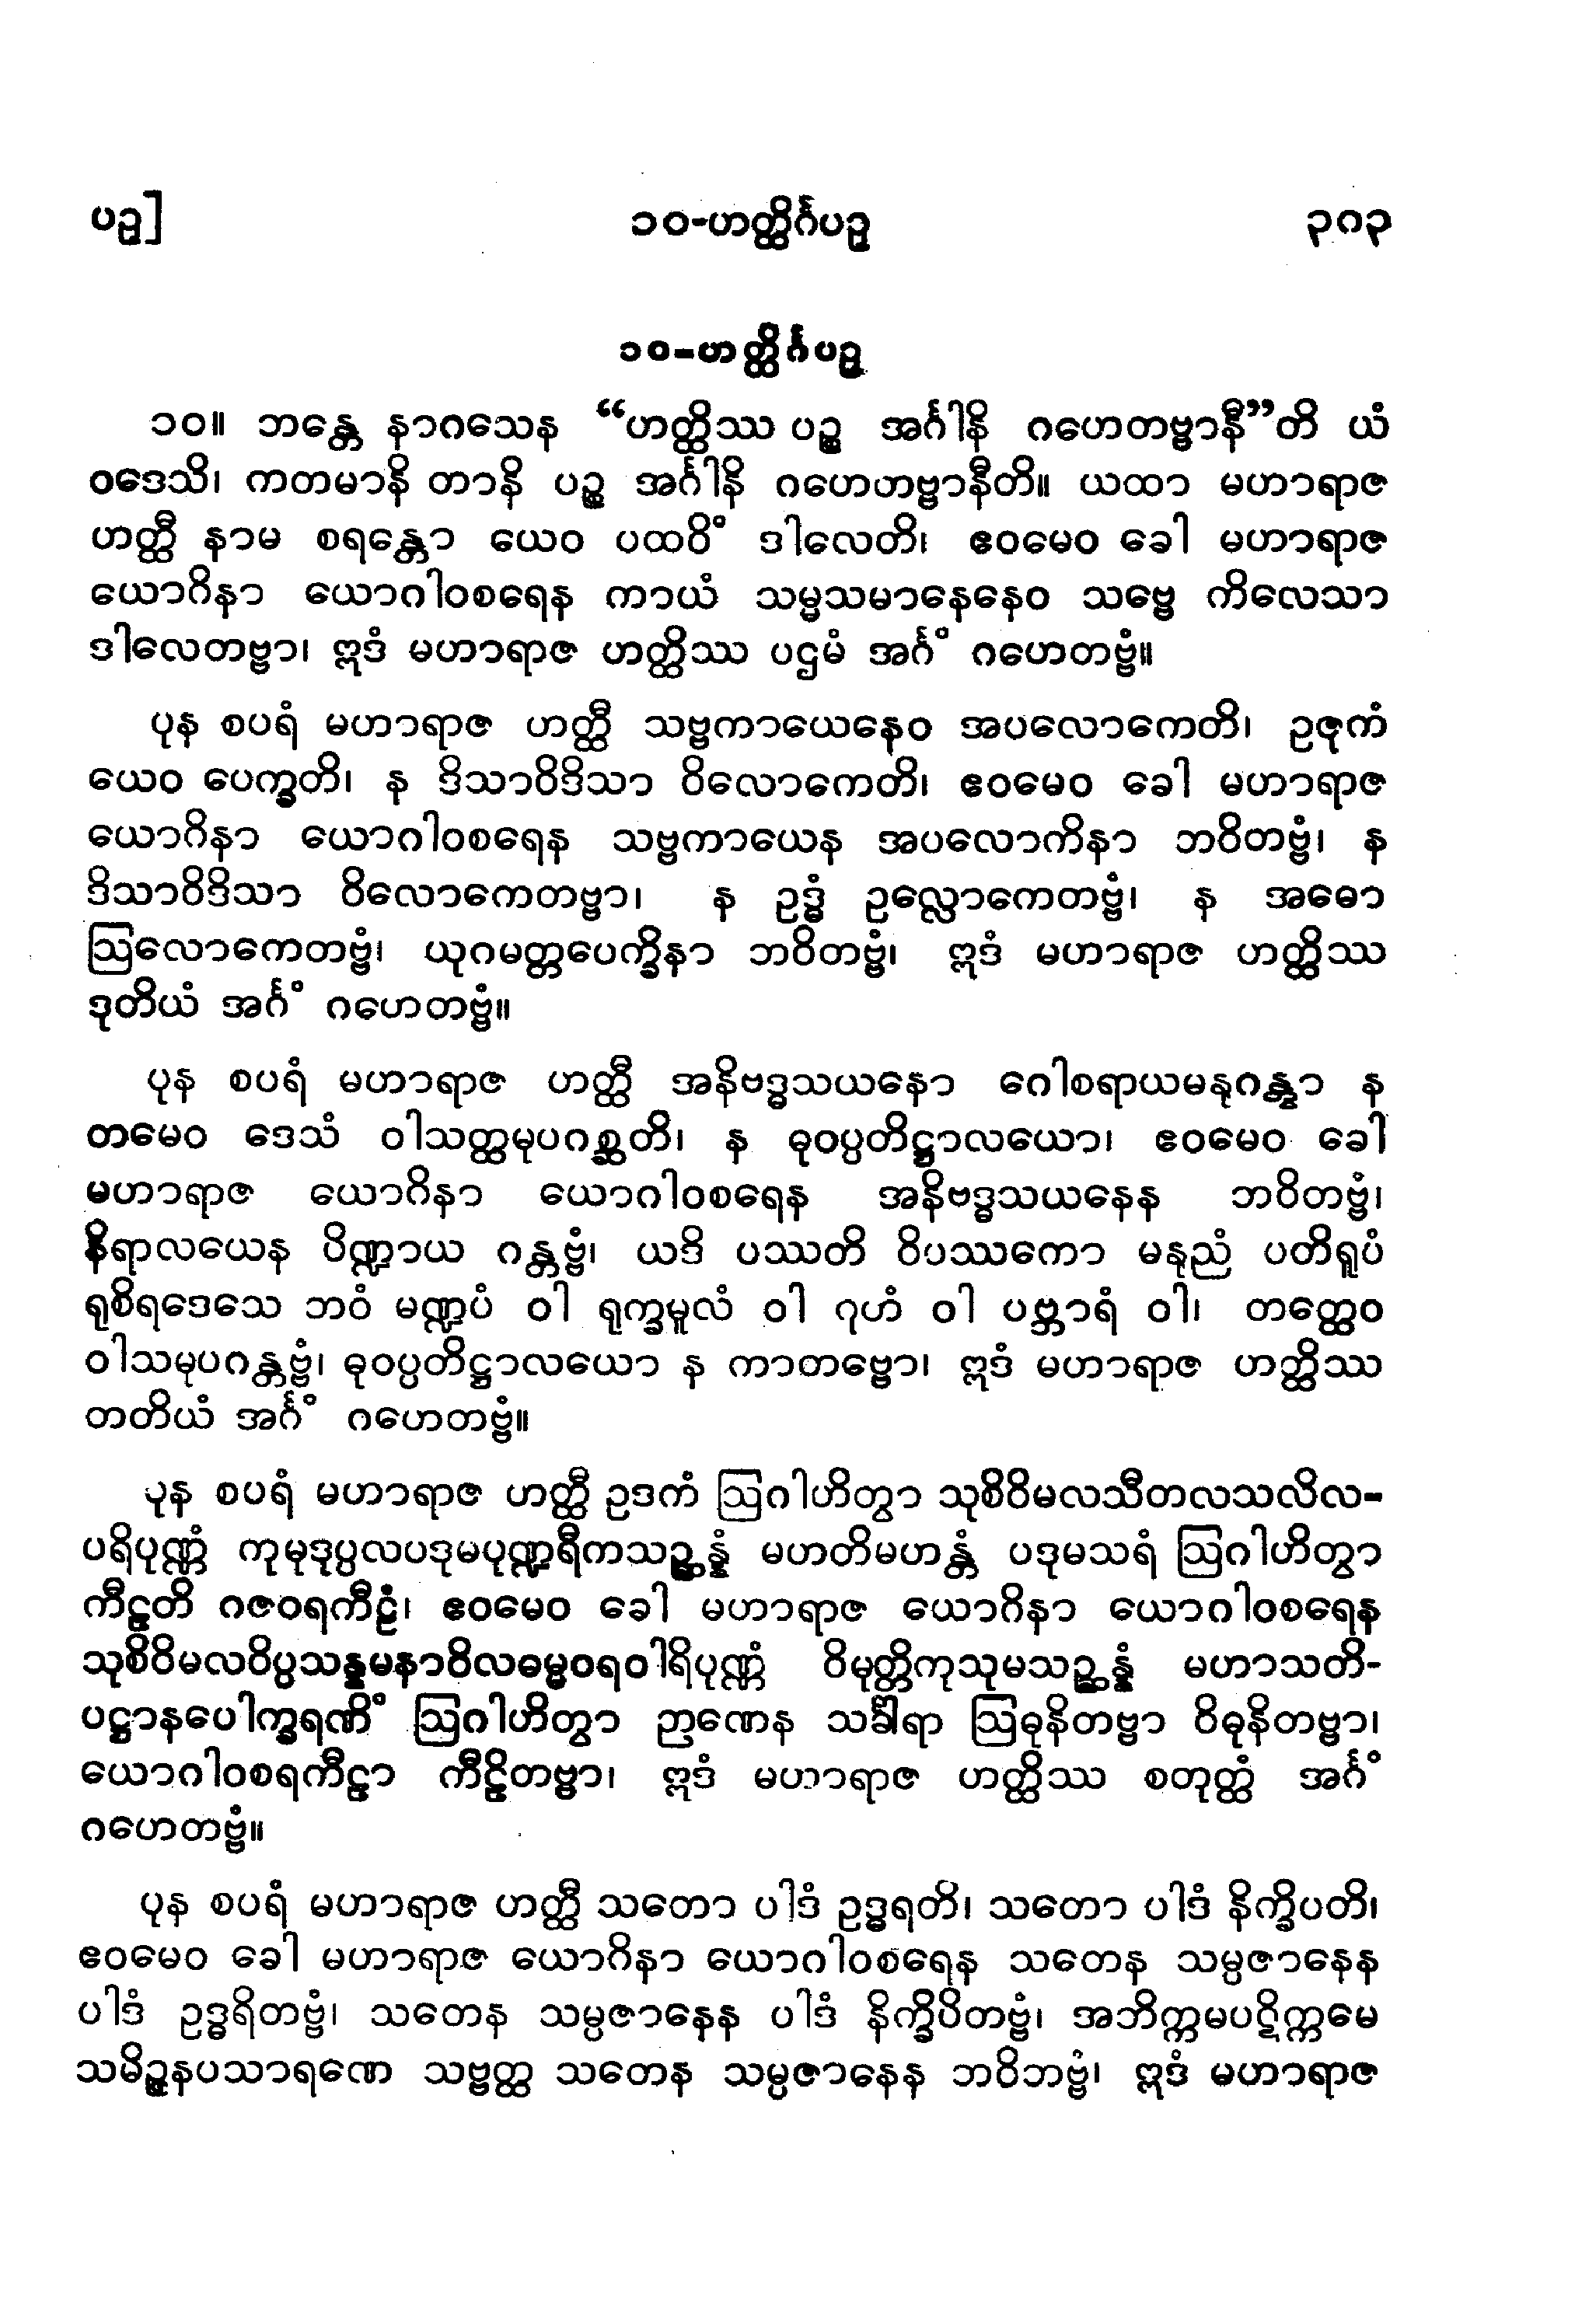 ပဥှ] ၁၀-ဟတ္ထိင်္ဂပဥှ ၃၈၃
၁၀-ဟတ္ထိင်္ဂပဥှ
၁၀။ ဘန္တေ နာဂသေန “ဟတ္ထိဿ ပဉ္စ အင်္ဂါနိ ဂဟေတဗ္ဗာနီ”တိ ယံ
ဝဒေသိ၊ ကတမာနိ တာနိ ပဉ္စ အင်္ဂါနိ ဂဟေတဗ္ဗာနီတိ။ ယထာ မဟာရာဇ
ဟတ္ထီ နာမ စရန္တော ယေဝ ပထဝိံ ဒါလေတိ၊ ဧဝမေဝ ခေါ မဟာရာဇ
ယောဂိနာ ယောဂါဝစရေန ကာယံ သမ္မသမာနေနေဝ သဗ္ဗေ ကိလေသာ
ဒါလေတဗ္ဗာ၊ ဣဒံ မဟာရာဇ ဟတ္ထိဿ ပဌမံ အင်္ဂံ ဂဟေတဗ္ဗံ။
ပုန စပရံ မဟာရာဇ ဟတ္ထီ သဗ္ဗကာယေနေဝ အပလောကေတိ၊ ဥဇုကံ
ယေဝ ပေက္ခတိ၊ န ဒိသာဝိဒိသာ ဝိလောကေတိ၊ ဧဝမေဝ ခေါ မဟာရာဇ
ယောဂိနာ ယောဂါဝစရေန သဗ္ဗကာယေန အပလောကိနာ ဘဝိတဗ္ဗံ၊ န
ဒိသာဝိဒိသာ ဝိလောကေတဗ္ဗာ၊ န ဥဒ္ဓံ ဥလ္လောကေတဗ္ဗံ၊ န အဓော
ဩလောကေတဗ္ဗံ၊ ယုဂမတ္တပေက္ခိနာ ဘဝိတဗ္ဗံ၊ ဣဒံ မဟာရာဇ ဟတ္ထိဿ
ဒုတိယံ အင်္ဂံ ဂဟေတဗ္ဗံ။
ပုန စပရံ မဟာရာဇ ဟတ္ထီ အနိဗဒ္ဓသယနော ဂေါစရာယမနုဂန္တွာ န
တမေဝ ဒေသံ ဝါသတ္ထမုပဂစ္ဆတိ၊ န ဓုဝပ္ပတိဋ္ဌာလယော၊ ဧဝမေဝ ခေါ
မဟာရာဇ ယောဂိနာ ယောဂါဝစရေန အနိဗဒ္ဓသယနေန ဘဝိတဗ္ဗံ၊
နိရာလယေန ပိဏ္ဍာယ ဂန္တဗ္ဗံ၊ ယဒိ ပဿတိ ဝိပဿကော မနုညံ ပတိရူပံ
ရုစိရဒေသေ ဘဝံ မဏ္ဍပံ ဝါ ရုက္ခမူလံ ဝါ ဂုဟံ ဝါ ပဗ္ဘာရံ ဝါ၊ တတ္ထေဝ
ဝါသမုပဂန္တဗ္ဗံ၊ ဓုဝပ္ပတိဋ္ဌာလယော န ကာတဗ္ဗော၊ ဣဒံ မဟာရာဇ ဟတ္ထိဿ
တတိယံ အင်္ဂံ ဂဟေတဗ္ဗံ။
ပုန စပရံ မဟာရာဇ ဟတ္ထီ ဥဒကံ ဩဂါဟိတွာ သုစိဝိမလသီတလသလိလ-
ပရိပုဏ္ဏံ ကုမုဒုပ္ပလပဒုမပုဏ္ဍရီကသဉ္ဆန္နံ မဟတိမဟန္တံ ပဒုမသရံ ဩဂါဟိတွာ
ကီဠတိ ဂဇဝရကီဠံ၊ ဧဝမေဝ ခေါ မဟာရာဇ ယောဂိနာ ယောဂါဝစရေန
သုစိဝိမလဝိပ္ပသန္နမနာဝိလဓမ္မဝရဝါရိပုဏ္ဏံ ဝိမုတ္တိကုသုမသဉ္ဆန္နံ မဟာသတိ-
ပဋ္ဌာနပေါက္ခရဏိံ ဩဂါဟိတွာ ဉာဏေန သင်္ခါရာ ဩဓုနိတဗ္ဗာ ဝိဓုနိတဗ္ဗာ၊
ယောဂါဝစရကီဠာ ကီဠိတဗ္ဗာ၊ ဣဒံ မဟာရာဇ ဟတ္ထိဿ စတုတ္ထံ အင်္ဂံ
ဂဟေတဗ္ဗံ။
ပုန စပရံ မဟာရာဇ ဟတ္ထီ သတော ပါဒံ ဥဒ္ဓရတိ၊ သတော ပါဒံ နိက္ခိပတိ၊
ဧဝမေဝ ခေါ မဟာရာဇ ယောဂိနာ ယောဂါဝစရေန သတေန သမ္ပဇာနေန
ပါဒံ ဥဒ္ဓရိတဗ္ဗံ၊ သတေန သမ္ပဇာနေန ပါဒံ နိက္ခိပိတဗ္ဗံ၊ အဘိက္ကမပဋိက္ကမေ
သမိဉ္ဇနပသာရဏေ သဗ္ဗတ္ထ သတေန သမ္ပဇာနေန ဘဝိဘဗ္ဗံ၊ ဣဒံ မဟာရာဇ